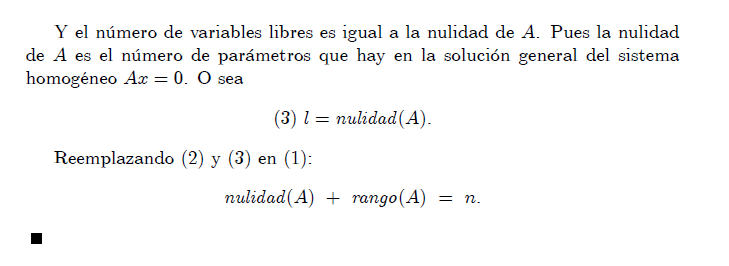 Y el número de variables libres es igual a la nulidad de A. Pues la nulidad
de A es el número de parámetros que hay en la solución general del sistema
homogéneo Ax = 0. O sea
(3) l = nulidad(A).
Reemplazando (2) y (3) en (1):
nulidad(A) + rango(A) = n.